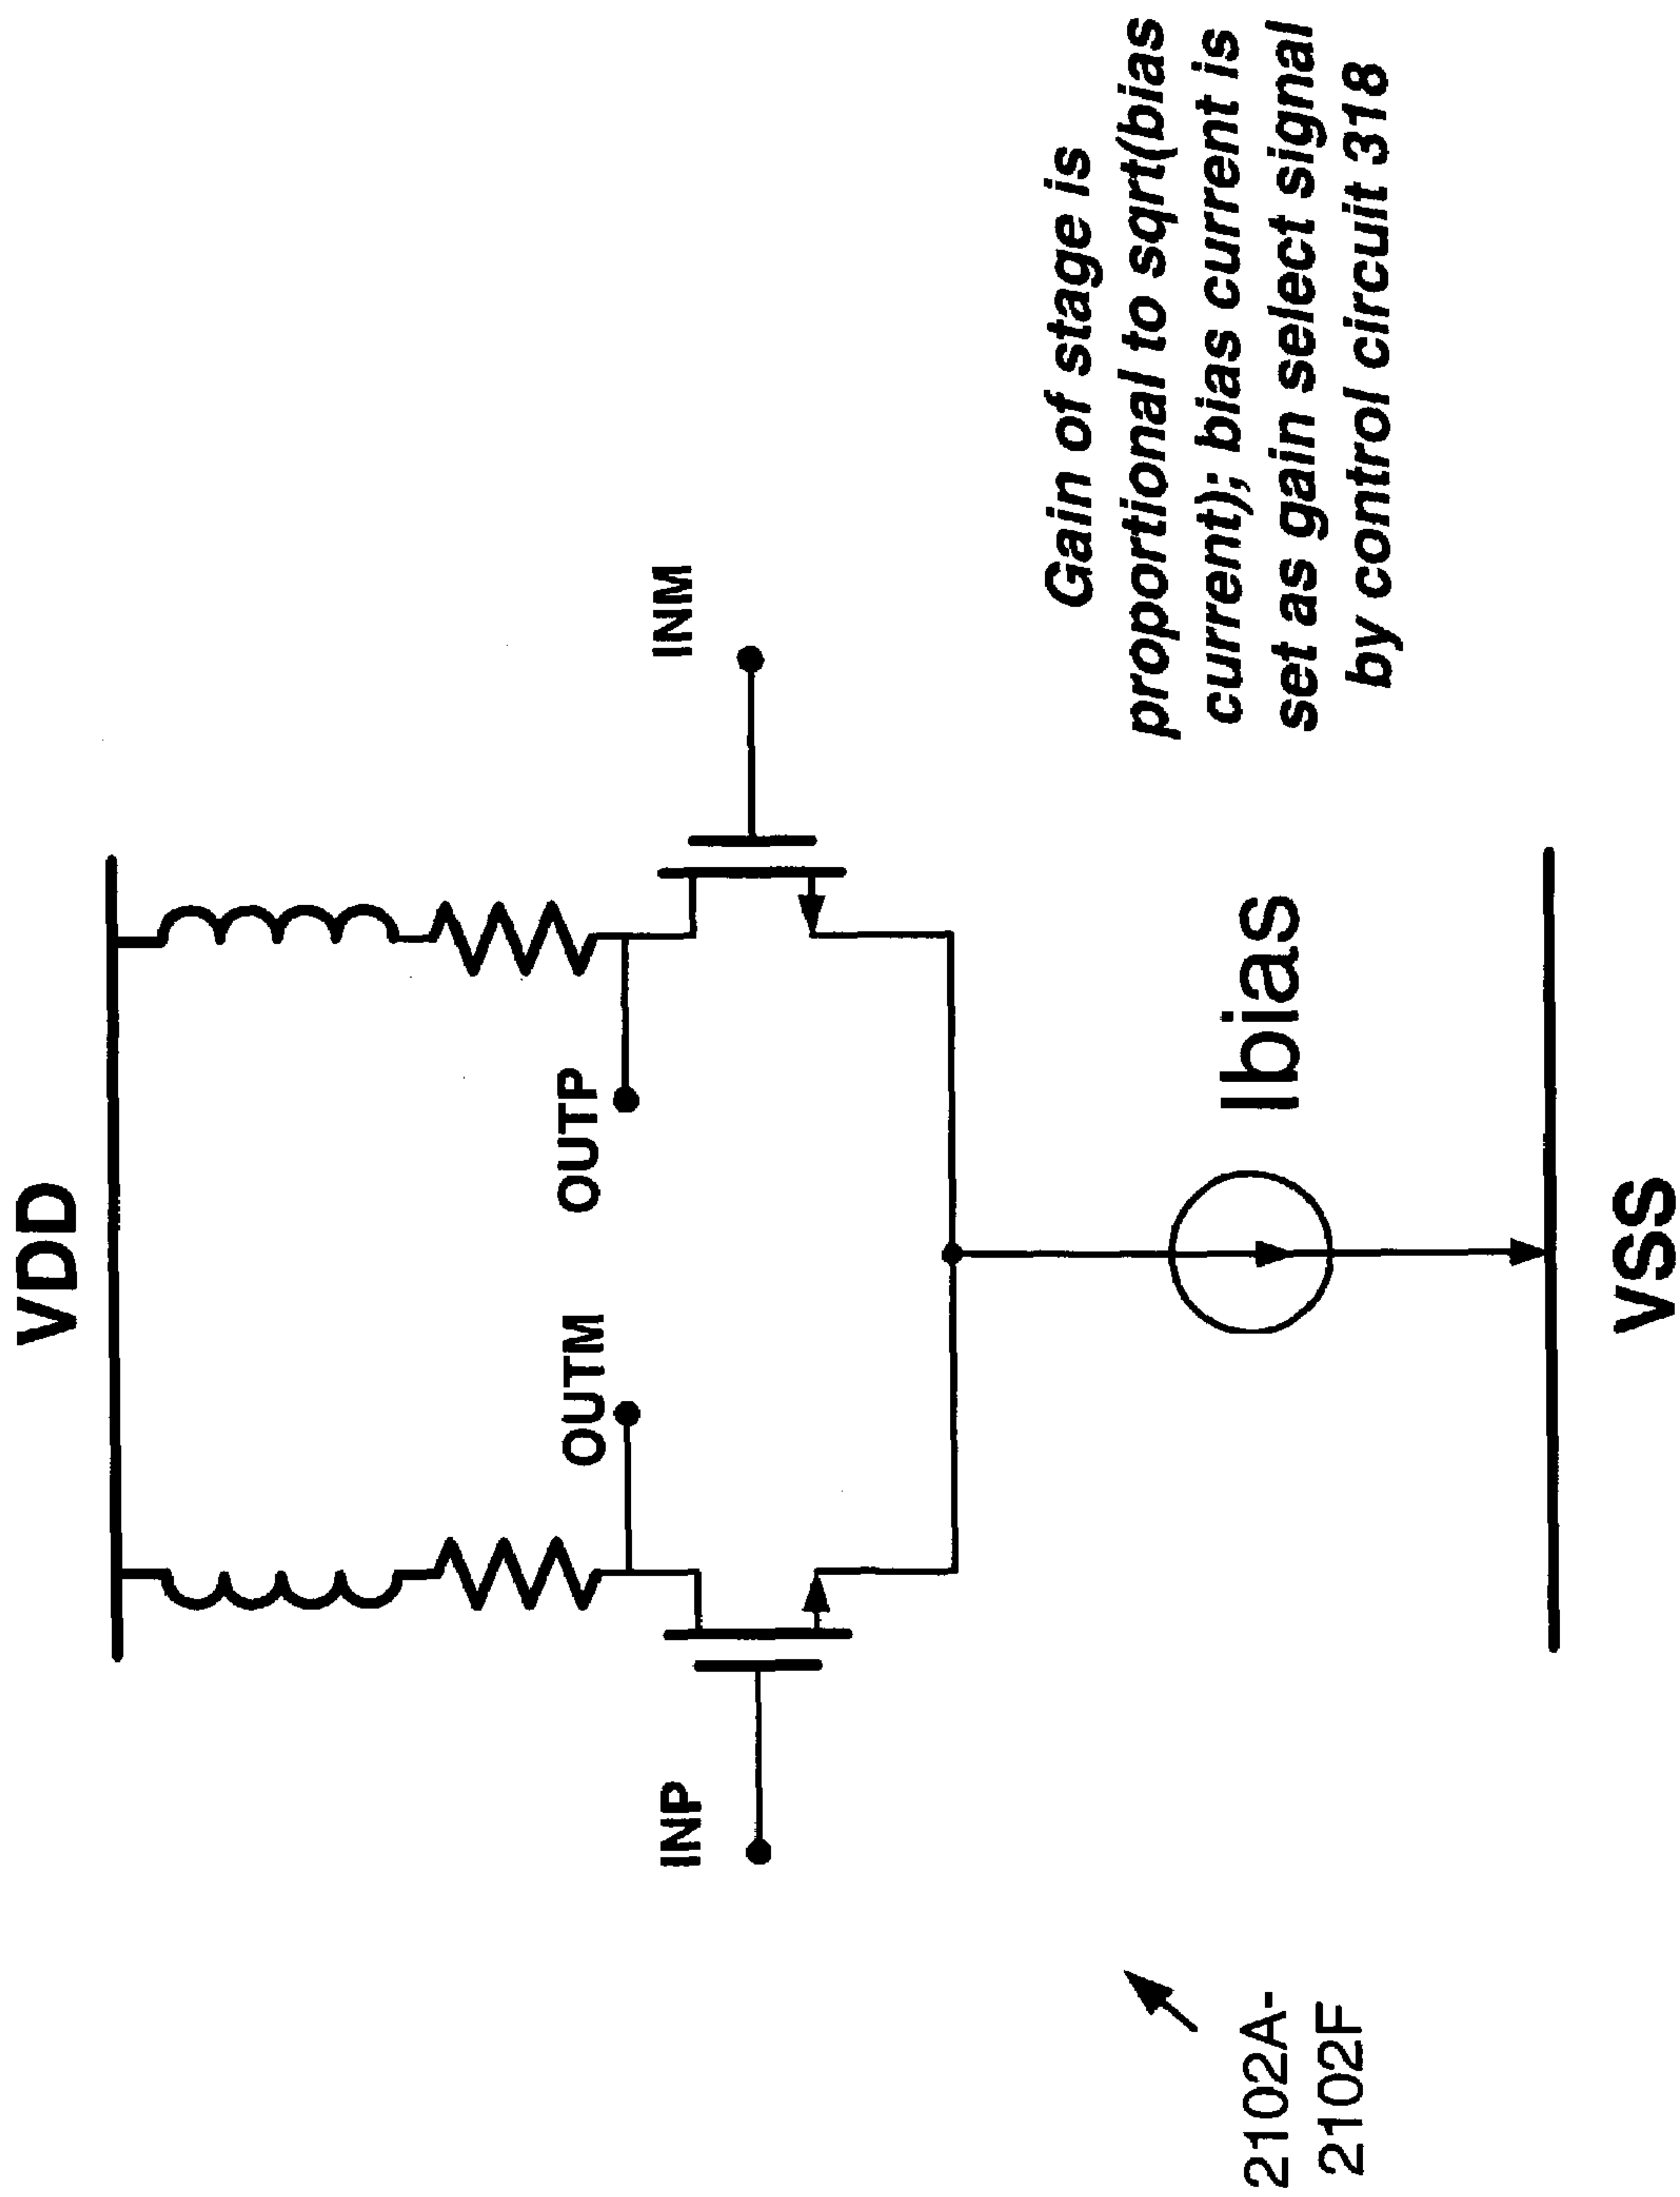 VDD
OUTM
OUTP
INP
INM
Ibias
VSS
Gain of stage is
proportional to sqrt(bias
current); bias current is
set as gain select signal
by control circuit 318
2102A-
2102F